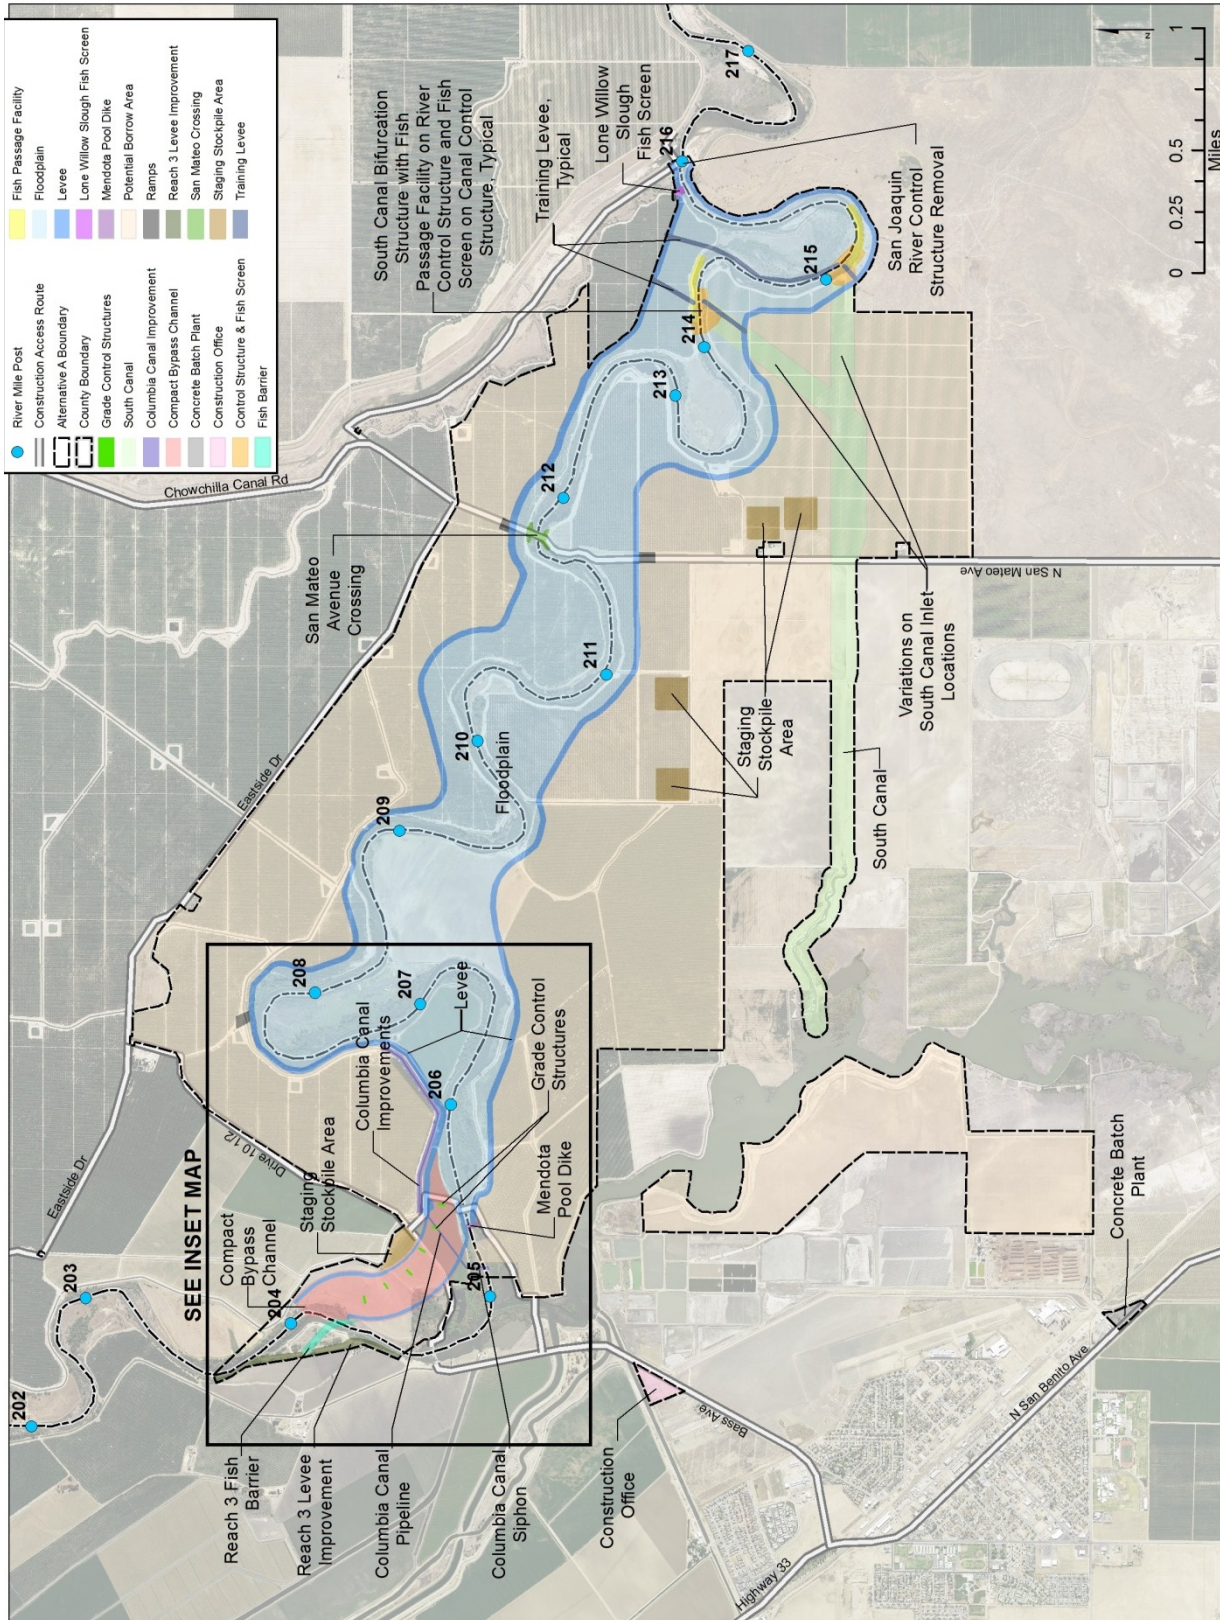 River Mile Post
Construction Access Route
Alternative A Boundary
County Boundary
Grade Control Structures
South Canal
Columbia Canal Improvement
Compact Bypass Channel
Concrete Batch Plant
Construction Office
Control Structure & Fish Screen
Fish Barrier
Fish Passage Facility
Floodplain
Levee
Lone Willow Slough Fish Screen
Mendota Pool Dike
Potential Borrow Area
Ramps
Reach 3 Levee Improvement
San Mateo Crossing
Staging Stockpile Area
Training Levee
202
203
Eastside Dr
Eastside Dr
Chowchilla Canal Rd
Drive 10 1/2
SEE INSET MAP
Compact
Bypass
Channel
204
Staging
Stockpile Area
Columbia Canal
Improvements
208
207
206
205
Levee
Grade Control
Structures
Mendota
Pool Dike
Reach 3 Fish
Barrier
Reach 3 Levee
Improvement
Columbia Canal
Pipeline
Columbia Canal
Siphon
209
210
Floodplain
211
San Mateo
Avenue
Crossing
212
213
214
South Canal Bifurcation
Structure with Fish
Passage Facility on River
Control Structure and Fish
Screen on Canal Control
Structure, Typical
Training Levee,
Typical
Lone Willow
Slough
Fish Screen
215
216
217
San Joaquin
River Control
Structure Removal
Staging
Stockpile
Area
N San Mateo Ave
Variations on
South Canal Inlet
Locations
South Canal
Construction
Office
Bass Ave
Highway 33
N San Benito Ave
Concrete Batch
Plant
N
0 0.25 0.5 1
Miles